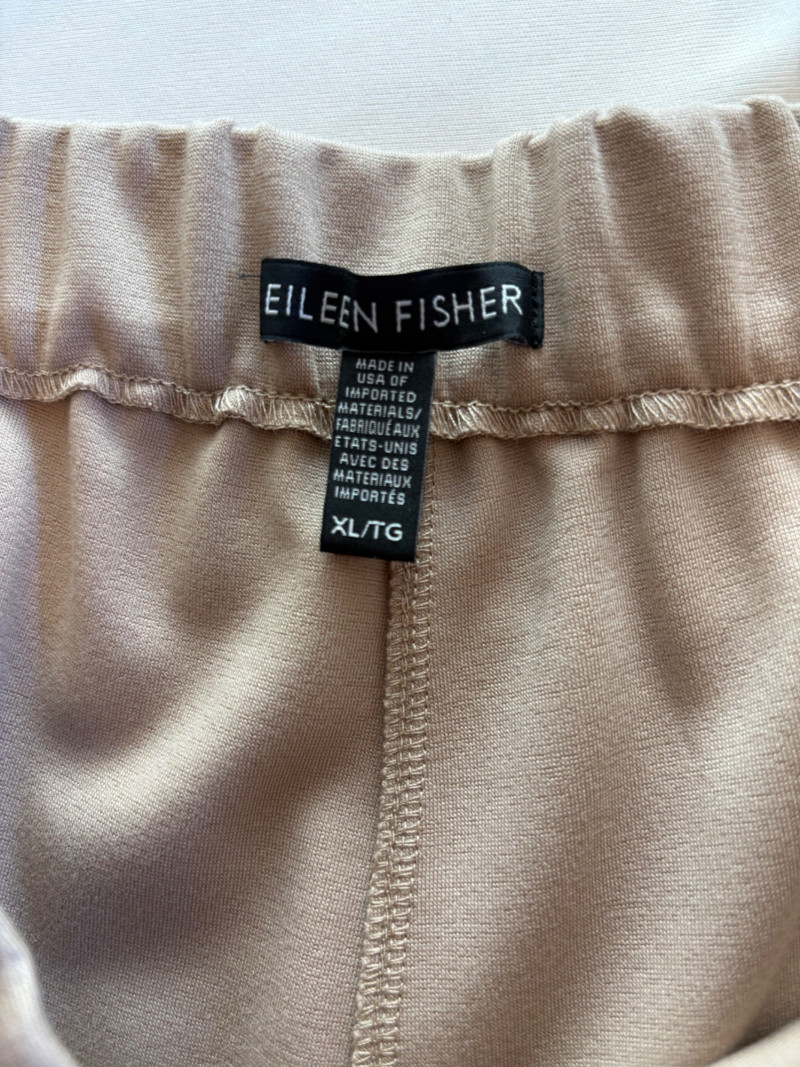 EILEEN FISHER
MADE IN
USA OF
IMPORTED
MATERIALS/
FABRIQUÉ AUX
ETATS-UNIS
AVEC DES
MATERIAUX
IMPORTÉS
XL/TG